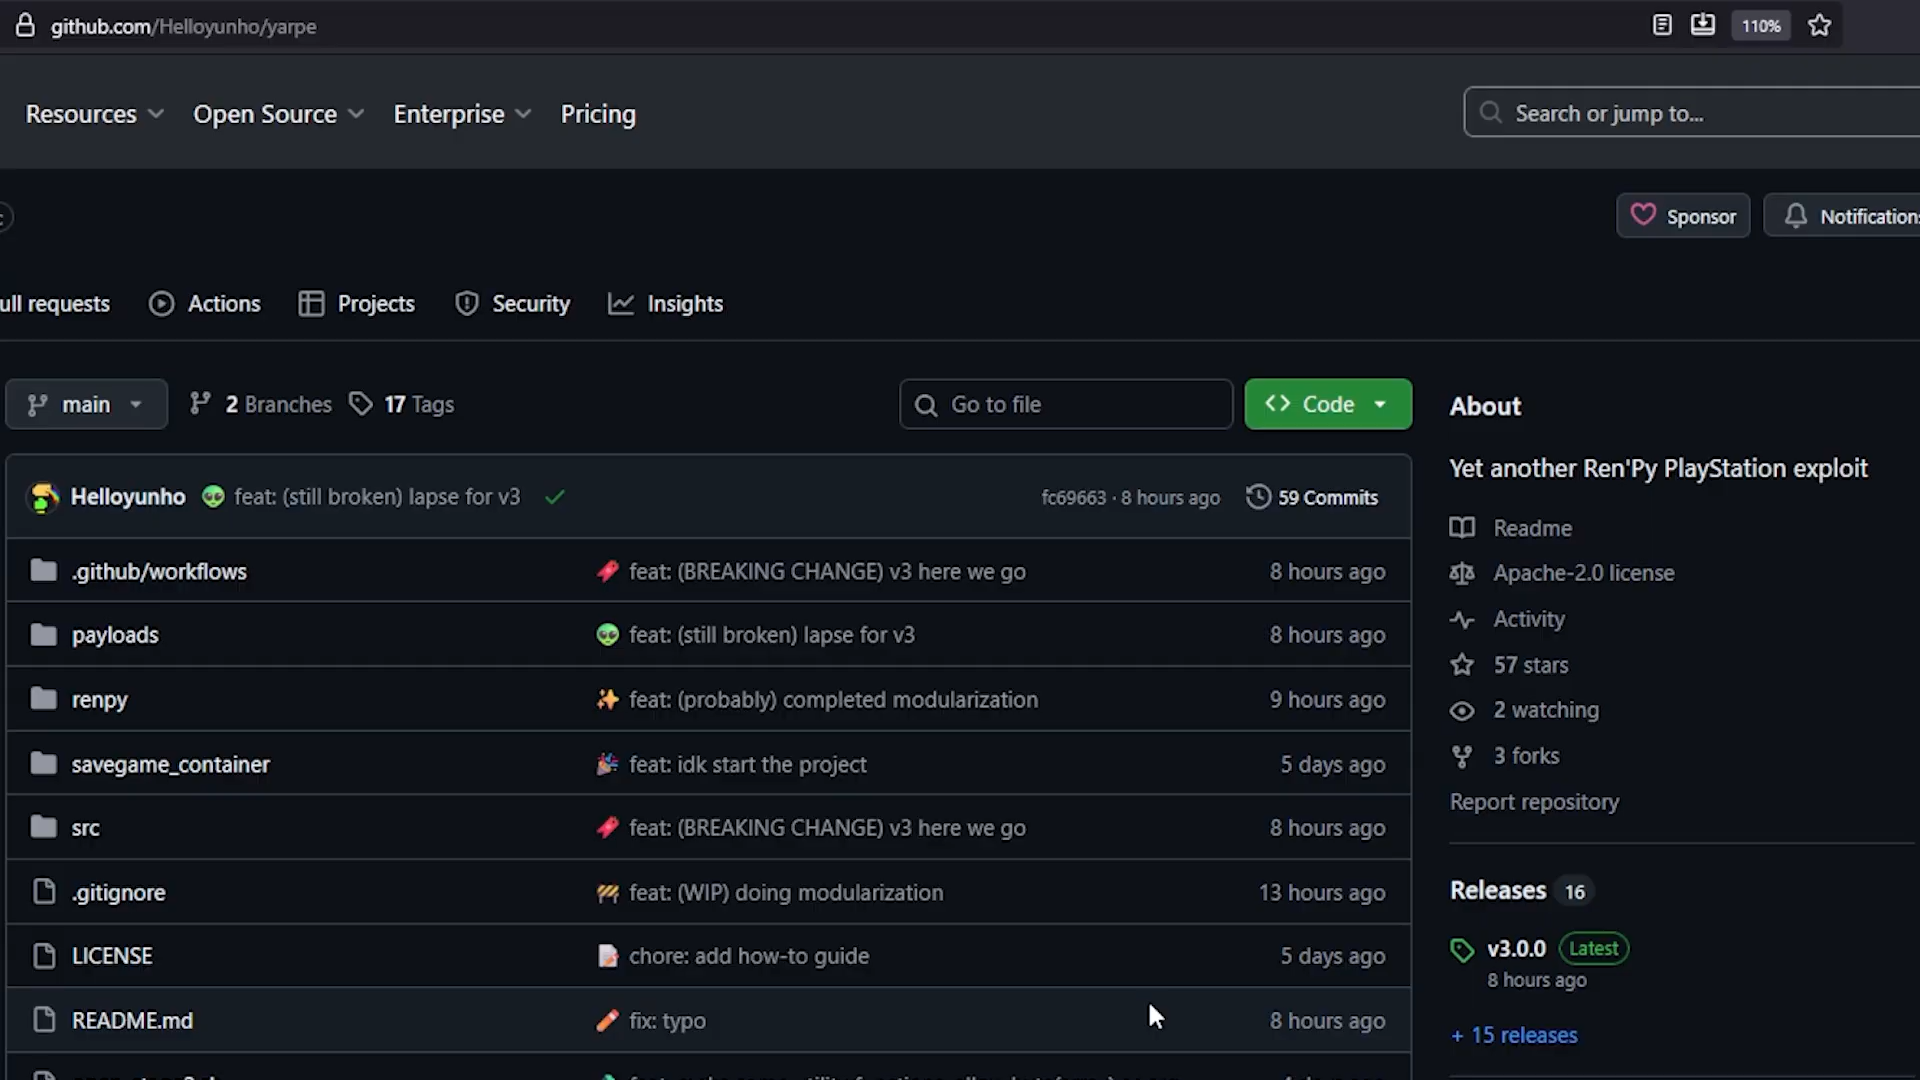 github.com/Helloyunho/yarpe
110%
Resources
Open Source
Enterprise
Pricing
Search or jump to...
Sponsor
Notification
ull requests
Actions
Projects
Security
Insights
main
2 Branches
17 Tags
Go to file
Code
About
Helloyunho feat: (still broken) lapse for v3
fc69663 · 8 hours ago
59 Commits
Yet another Ren'Py PlayStation exploit
Readme
Apache-2.0 license
Activity
57 stars
2 watching
3 forks
Report repository
.github/workflows feat: (BREAKING CHANGE) v3 here we go 8 hours ago
payloads feat: (still broken) lapse for v3 8 hours ago
renpy feat: (probably) completed modularization 9 hours ago
savegame_container feat: idk start the project 5 days ago
src feat: (BREAKING CHANGE) v3 here we go 8 hours ago
.gitignore feat: (WIP) doing modularization 13 hours ago
LICENSE chore: add how-to guide 5 days ago
README.md fix: typo 8 hours ago
Releases 16
v3.0.0 Latest
8 hours ago
+ 15 releases